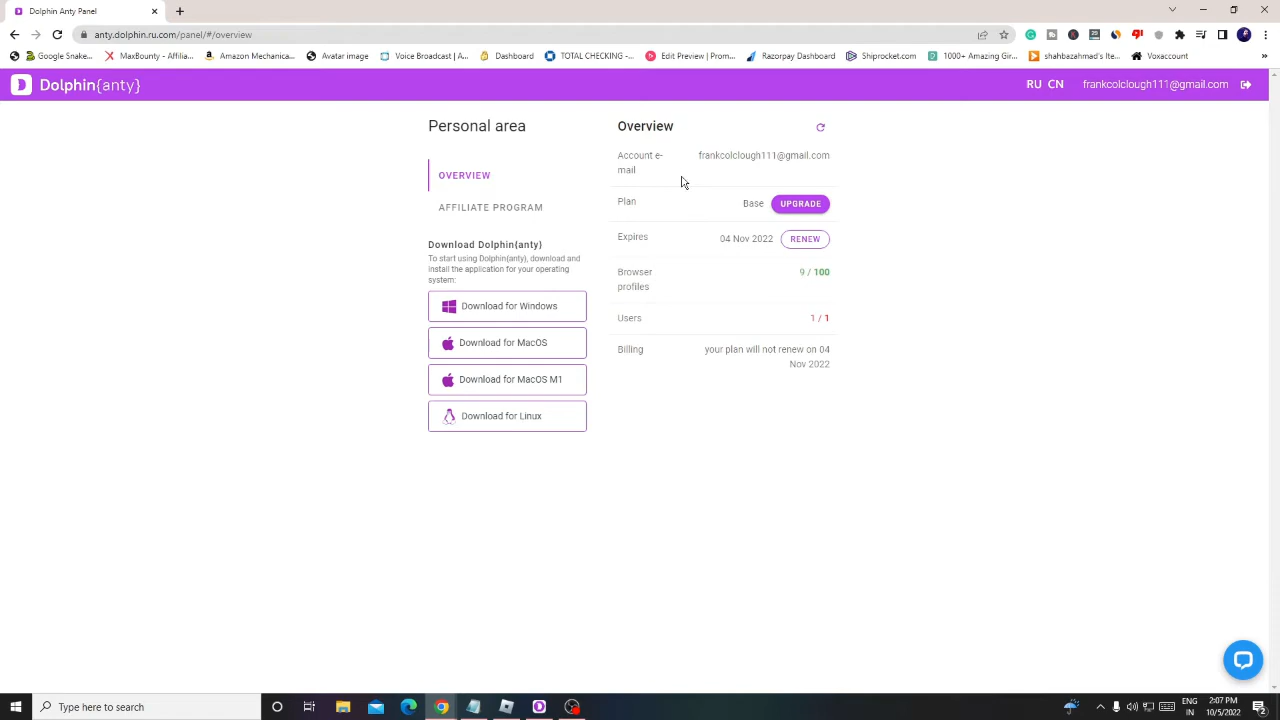 Dolphin Anty Panel
anty.dolphin.ru.com/panel/#/overview
Google Snake...
MaxBounty - Affilia...
Amazon Mechanica...
Avatar image
Voice Broadcast | A...
Dashboard
TOTAL CHECKING -...
Edit Preview | Prom...
Razorpay Dashboard
Shiprocket.com
1000+ Amazing Gir...
shahbazahmad's Ite...
Voxaccount
»
Dolphin{anty}
RU CN
frankcolclough111@gmail.com
Personal area
OVERVIEW
AFFILIATE PROGRAM
Download Dolphin{anty}
To start using Dolphin{anty}, download and
install the application for your operating
system:
Download for Windows
Download for MacOS
Download for MacOS M1
Download for Linux
Overview
Account e-
mail
frankcolclough111@gmail.com
Plan
Base
UPGRADE
Expires
04 Nov 2022
RENEW
Browser
profiles
9 / 100
Users
1 / 1
Billing
your plan will not renew on 04
Nov 2022
Type here to search
ENG
IN
2:07 PM
10/5/2022